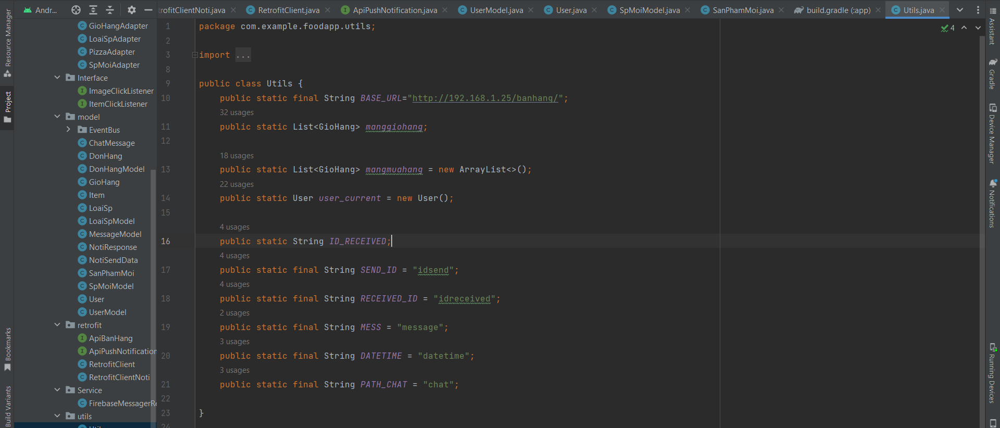 Andr...
rofitClientNoti.java
RetrofitClient.java
ApiPushNotification.java
UserModel.java
User.java
SpMoiModel.java
SanPhamMoi.java
build.gradle (:app)
Utils.java
Resource Manager
Project
Bookmarks
Build Variants
GioHangAdapter
LoaiSpAdapter
PizzaAdapter
SpMoiAdapter
Interface
ImageClickListener
ItemClickListener
model
EventBus
ChatMessage
DonHang
DonHangModel
GioHang
Item
LoaiSp
LoaiSpModel
MessageModel
NotiResponse
NotiSendData
SanPhamMoi
SpMoiModel
User
UserModel
retrofit
ApiBanHang
ApiPushNotification
RetrofitClient
RetrofitClientNoti
Service
FirebaseMessagerRe
utils
1 package com.example.foodapp.utils;
2
3 import ...
8
9 public class Utils {
10 public static final String BASE_URL="http://192.168.1.25/banhang/";
32 usages
11 public static List<GioHang> manggiohang;
12
18 usages
13 public static List<GioHang> mangmuahang = new ArrayList<>();
22 usages
14 public static User user_current = new User();
15
4 usages
16 public static String ID_RECEIVED;
4 usages
17 public static final String SEND_ID = "idsend";
4 usages
18 public static final String RECEIVED_ID = "idreceived";
2 usages
19 public static final String MESS = "message";
3 usages
20 public static final String DATETIME = "datetime";
3 usages
21 public static final String PATH_CHAT = "chat";
22
23 }
24
4
Assistant
Gradle
Device Manager
Notifications
Running Devices